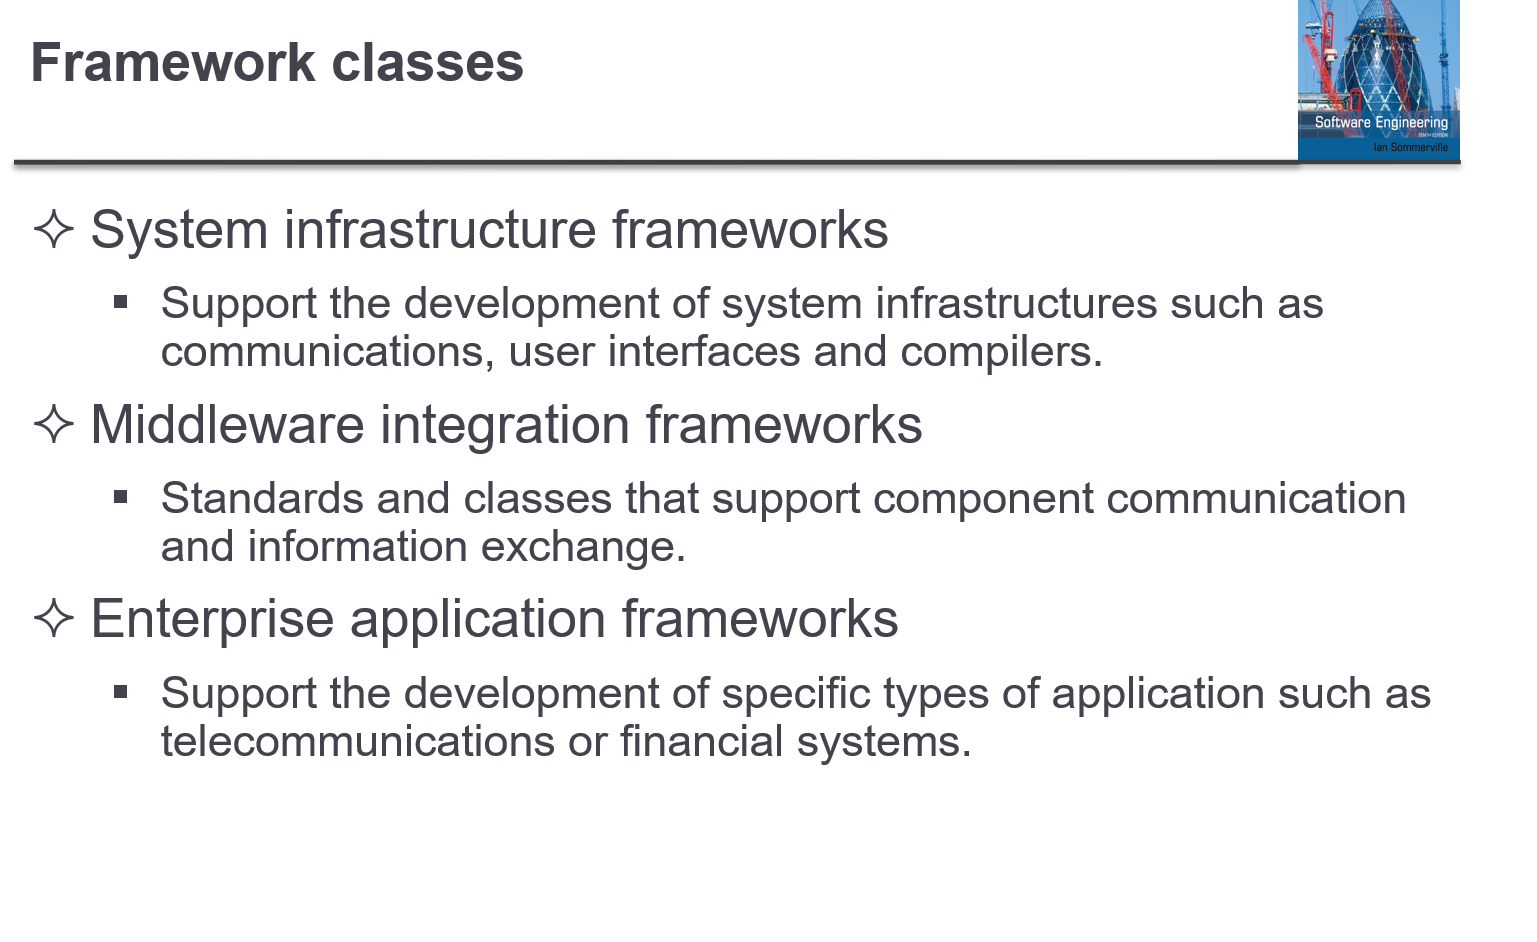 Framework classes
Software Engineering
TENTH EDITION
Ian Sommerville
✧ System infrastructure frameworks
▪ Support the development of system infrastructures such as
communications, user interfaces and compilers.
✧ Middleware integration frameworks
▪ Standards and classes that support component communication
and information exchange.
✧ Enterprise application frameworks
▪ Support the development of specific types of application such as
telecommunications or financial systems.